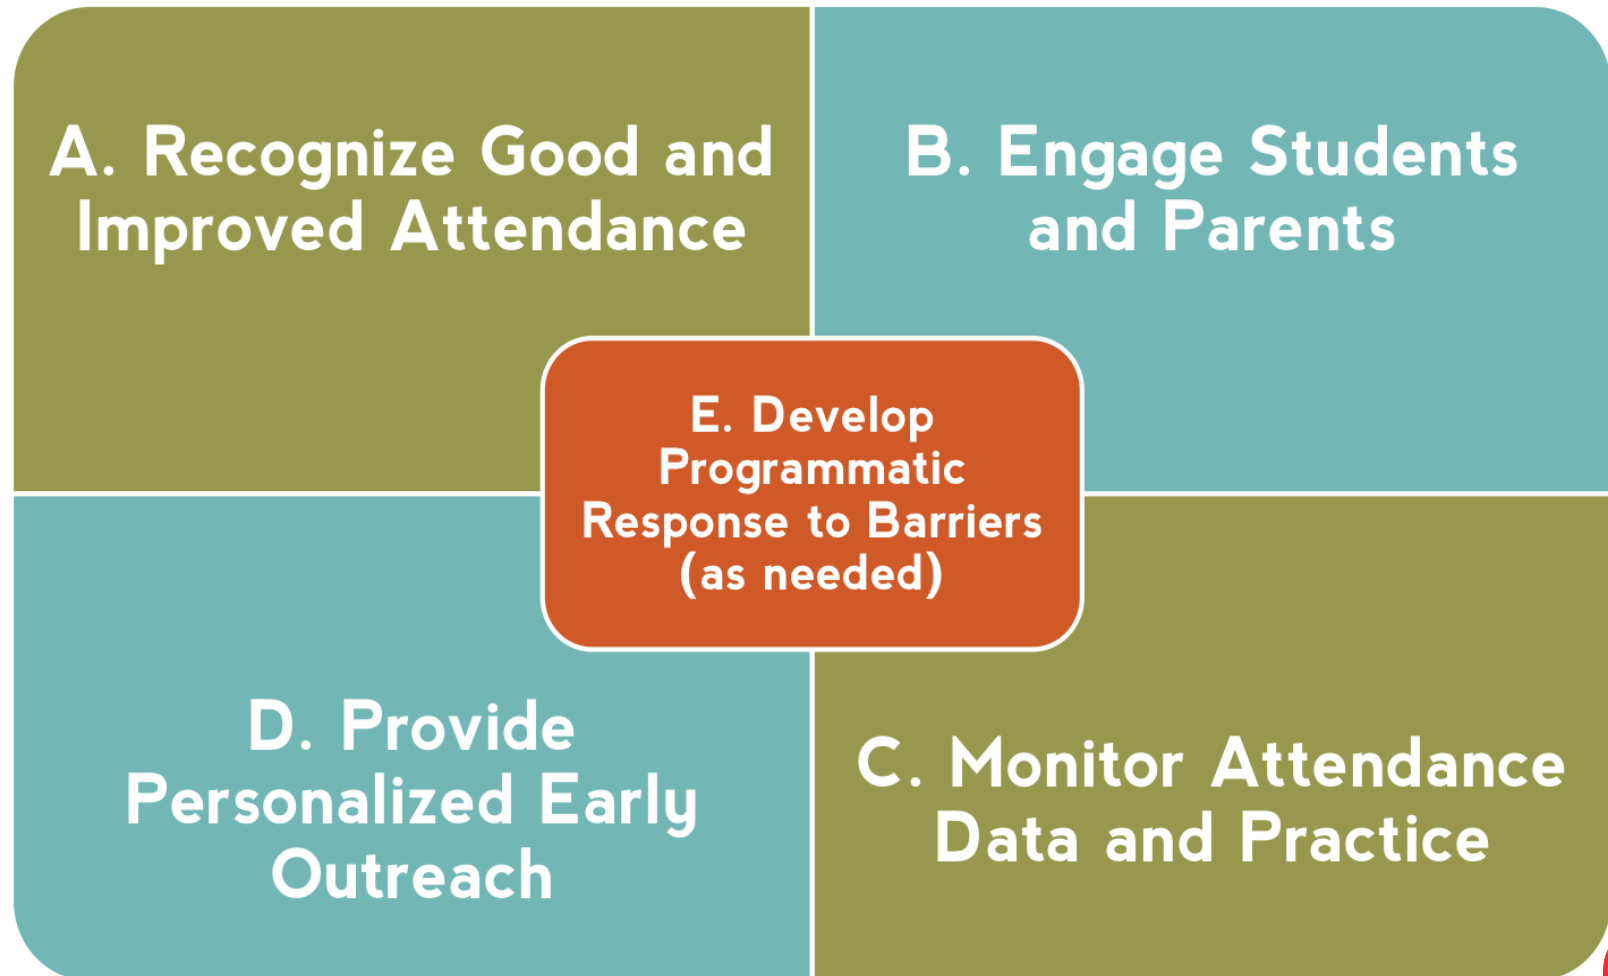 A. Recognize Good and
Improved Attendance
B. Engage Students
and Parents
E. Develop
Programmatic
Response to Barriers
(as needed)
D. Provide
Personalized Early
Outreach
C. Monitor Attendance
Data and Practice